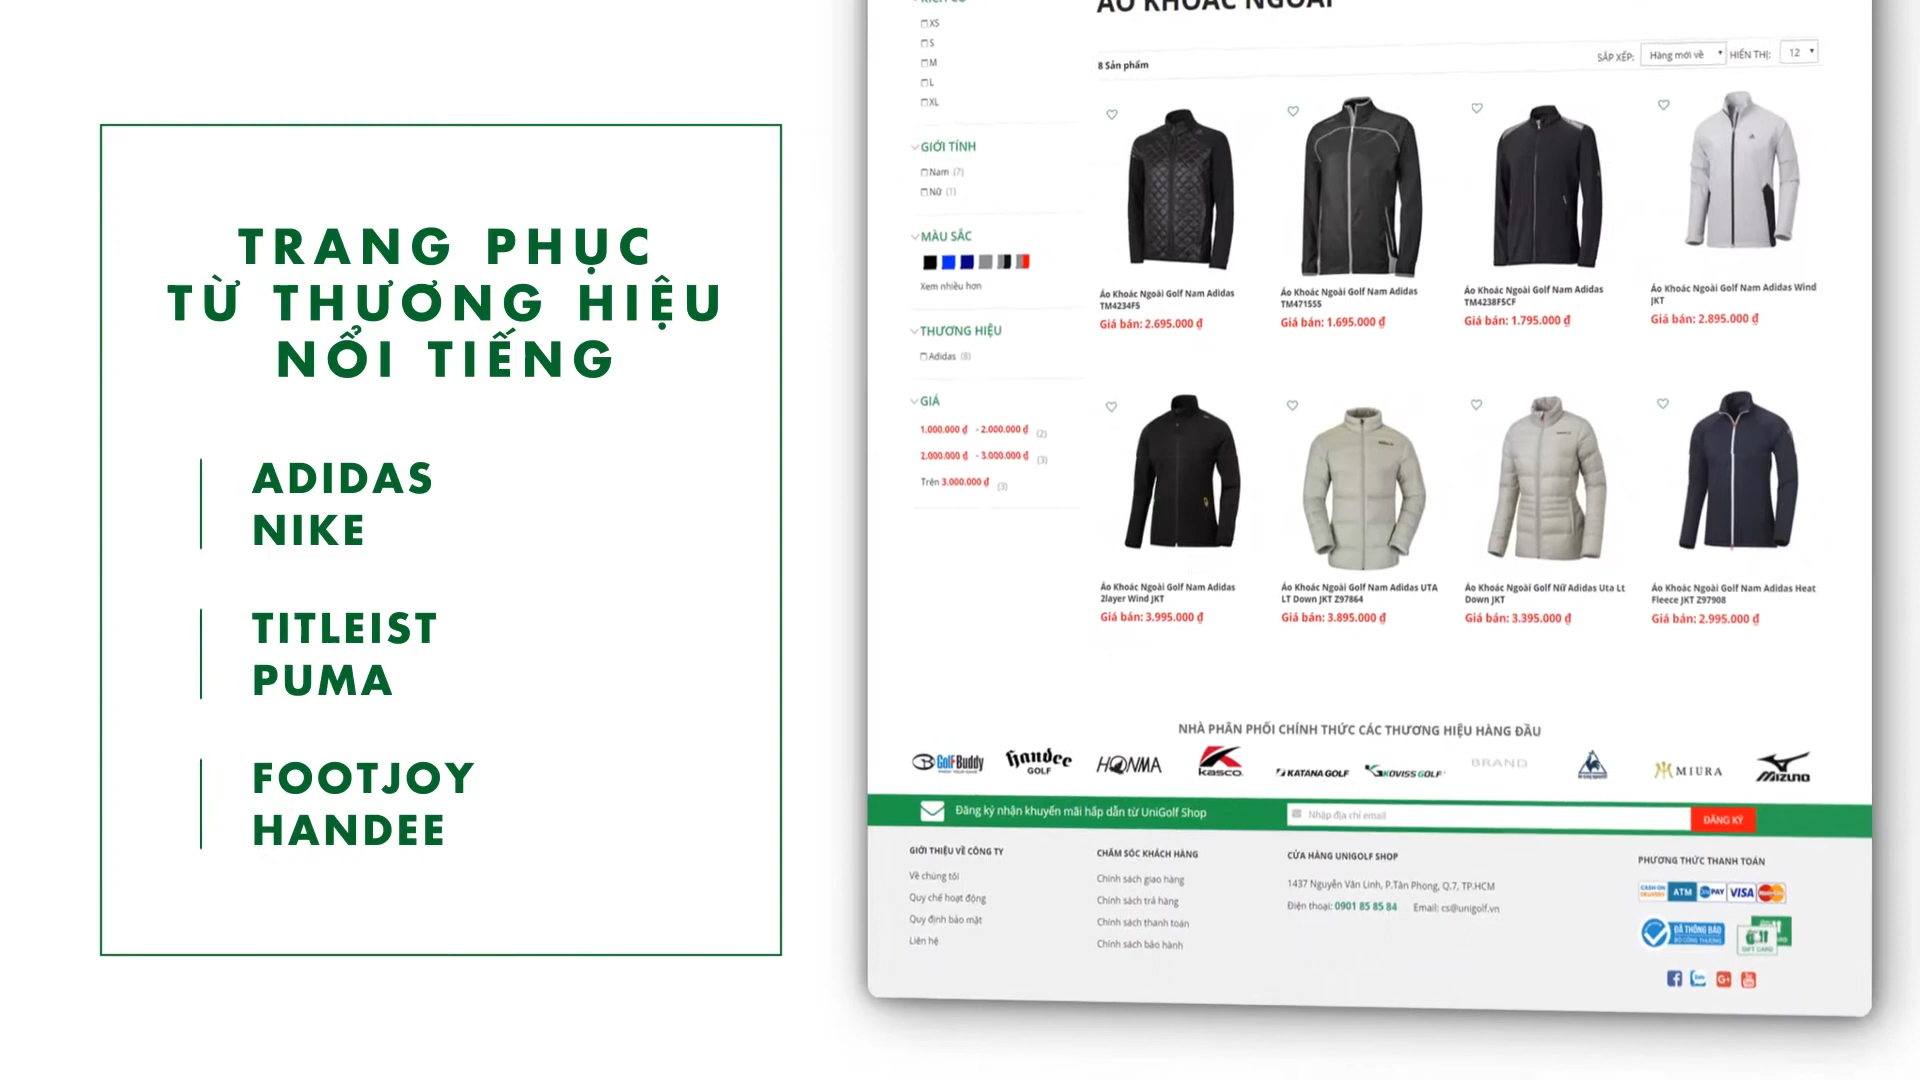 TRANG PHỤC
TỪ THƯƠNG HIỆU
NỔI TIẾNG
ADIDAS
NIKE
TITLEIST
PUMA
FOOTJOY
HANDEE
XS
S
M
L
XL
GIỚI TÍNH
Nam (7)
Nữ (1)
MÀU SẮC
Xem nhiều hơn
THƯƠNG HIỆU
Adidas (8)
GIÁ
1.000.000 ₫ - 2.000.000 ₫ (2)
2.000.000 ₫ - 3.000.000 ₫ (3)
Trên 3.000.000 ₫ (3)
ÁO KHOÁC NGOÀI
8 Sản phẩm
SẮP XẾP: Hàng mới về HIỂN THỊ: 12
Áo Khoác Ngoài Golf Nam Adidas
TM4234F5
Giá bán: 2.695.000 ₫
Áo Khoác Ngoài Golf Nam Adidas
TM4715S5
Giá bán: 1.695.000 ₫
Áo Khoác Ngoài Golf Nam Adidas
TM4238F5CF
Giá bán: 1.795.000 ₫
Áo Khoác Ngoài Golf Nam Adidas Wind
JKT
Giá bán: 2.895.000 ₫
Áo Khoác Ngoài Golf Nam Adidas
2layer Wind JKT
Giá bán: 3.995.000 ₫
Áo Khoác Ngoài Golf Nam Adidas UTA
LT Down JKT Z97864
Giá bán: 3.895.000 ₫
Áo Khoác Ngoài Golf Nữ Adidas Uta Lt
Down JKT
Giá bán: 3.395.000 ₫
Áo Khoác Ngoài Golf Nam Adidas Heat
Fleece JKT Z97908
Giá bán: 2.995.000 ₫
NHÀ PHÂN PHỐI CHÍNH THỨC CÁC THƯƠNG HIỆU HÀNG ĐẦU
GolfBuddy
Handee
GOLF
HONMA
KASCO
KATANA GOLF
KOVISS GOLF
BRAND
MIURA
MIZUNO
Đăng ký nhận khuyến mãi hấp dẫn từ UniGolf Shop
Nhập địa chỉ email
ĐĂNG KÝ
GIỚI THIỆU VỀ CÔNG TY
Về chúng tôi
Quy chế hoạt động
Quy định bảo mật
Liên hệ
CHĂM SÓC KHÁCH HÀNG
Chính sách giao hàng
Chính sách trả hàng
Chính sách thanh toán
Chính sách bảo hành
CỬA HÀNG UNIGOLF SHOP
1437 Nguyễn Văn Linh, P.Tân Phong, Q.7, TP.HCM
Điện thoại: 0901 85 85 84 Email: cs@unigolf.vn
PHƯƠNG THỨC THANH TOÁN
CASH ON
DELIVERY
ATM
PAY
VISA
MasterCard
ĐÃ THÔNG BÁO
BỘ CÔNG THƯƠNG
GIFT CARD